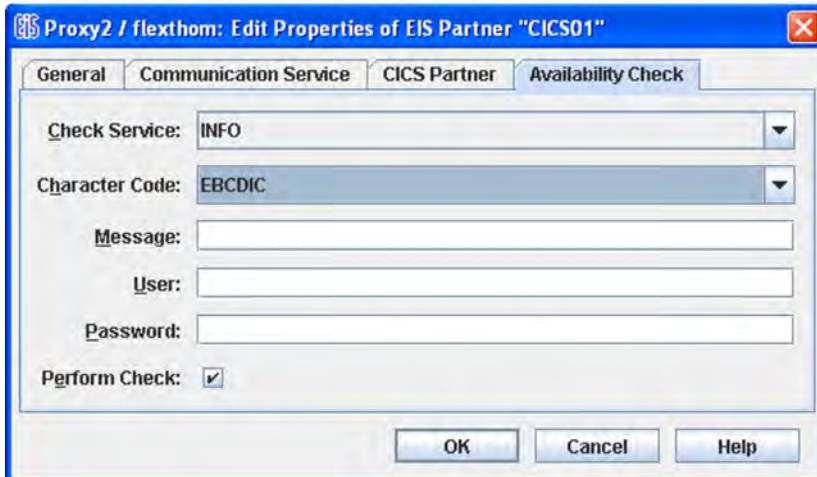 EIS Proxy2 / flexthom: Edit Properties of EIS Partner "CICS01"
General Communication Service CICS Partner Availability Check
Check Service: INFO
Character Code: EBCDIC
Message:
User:
Password:
Perform Check:
OK Cancel Help